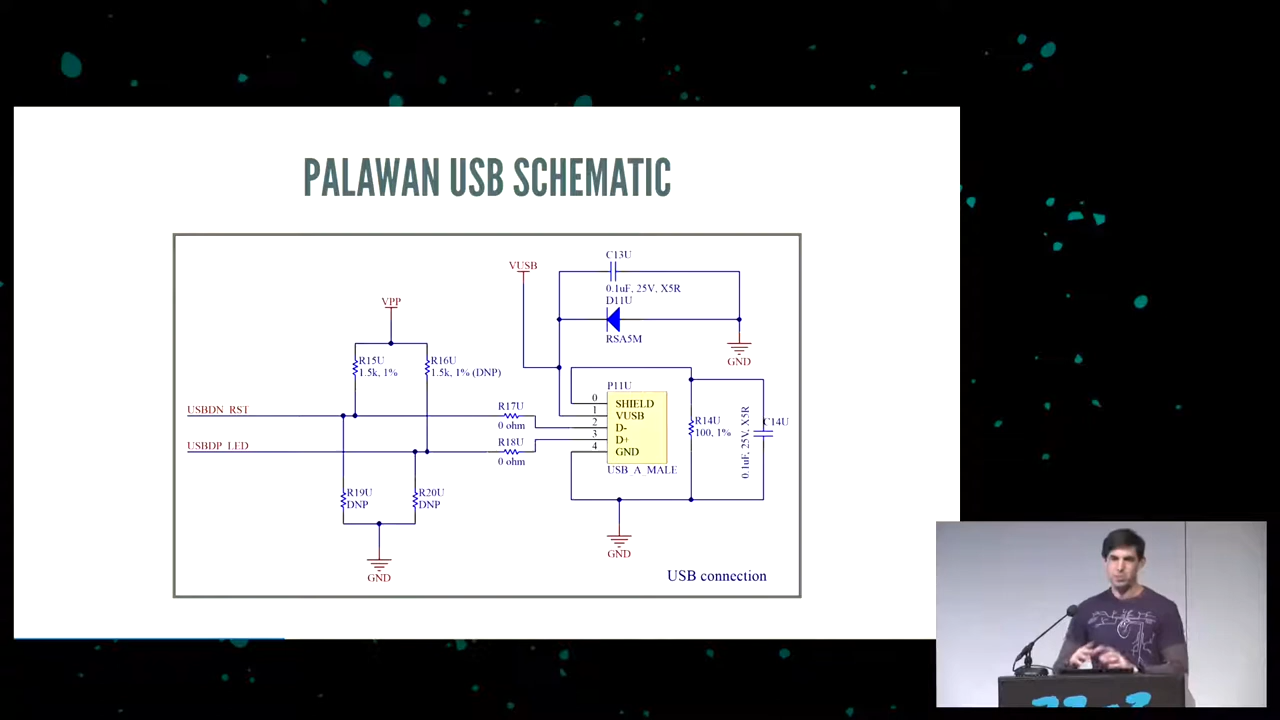 PALAWAN USB SCHEMATIC
C13U
0.1uF, 25V, X5R
D11U
RSA5M
GND
VUSB
VPP
R15U
1.5k, 1%
R16U
1.5k, 1% (DNP)
USBDN_RST
USBDP_LED
R17U
0 ohm
R18U
0 ohm
P11U
0 SHIELD
1 VUSB
2 D-
3 D+
4 GND
USB_A_MALE
R14U
100, 1%
C14U
0.1uF, 25V, X5R
R19U
DNP
R20U
DNP
GND
GND
USB connection